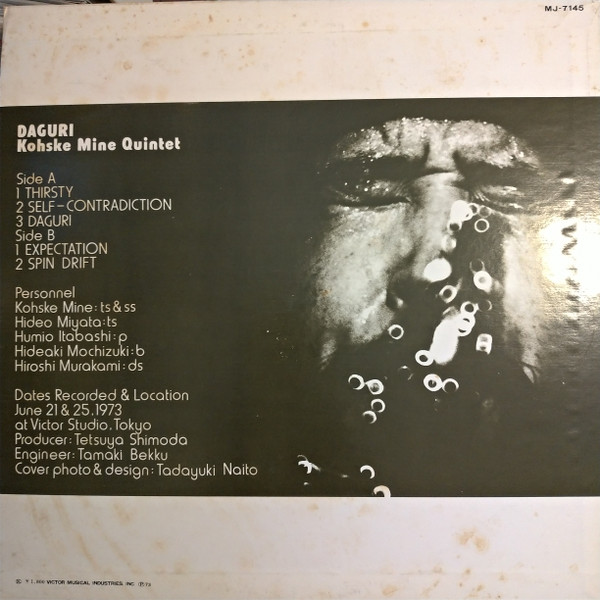 MJ-7145
DAGURI
Kohske Mine Quintet
Side A
1 THIRSTY
2 SELF-CONTRADICTION
3 DAGURI
Side B
1 EXPECTATION
2 SPIN DRIFT
Personnel
Kohske Mine:ts&ss
Hideo Miyata:ts
Humio Itabashi:p
Hideaki Mochizuki:b
Hiroshi Murakami:ds
Dates Recorded & Location
June 21&25.1973
at Victor Studio.Tokyo
Producer:Tetsuya Shimoda
Engineer:Tamaki Bekku
Cover photo&design:Tadayuki Naito
VICTOR MUSICAL INDUSTRIES, INC.